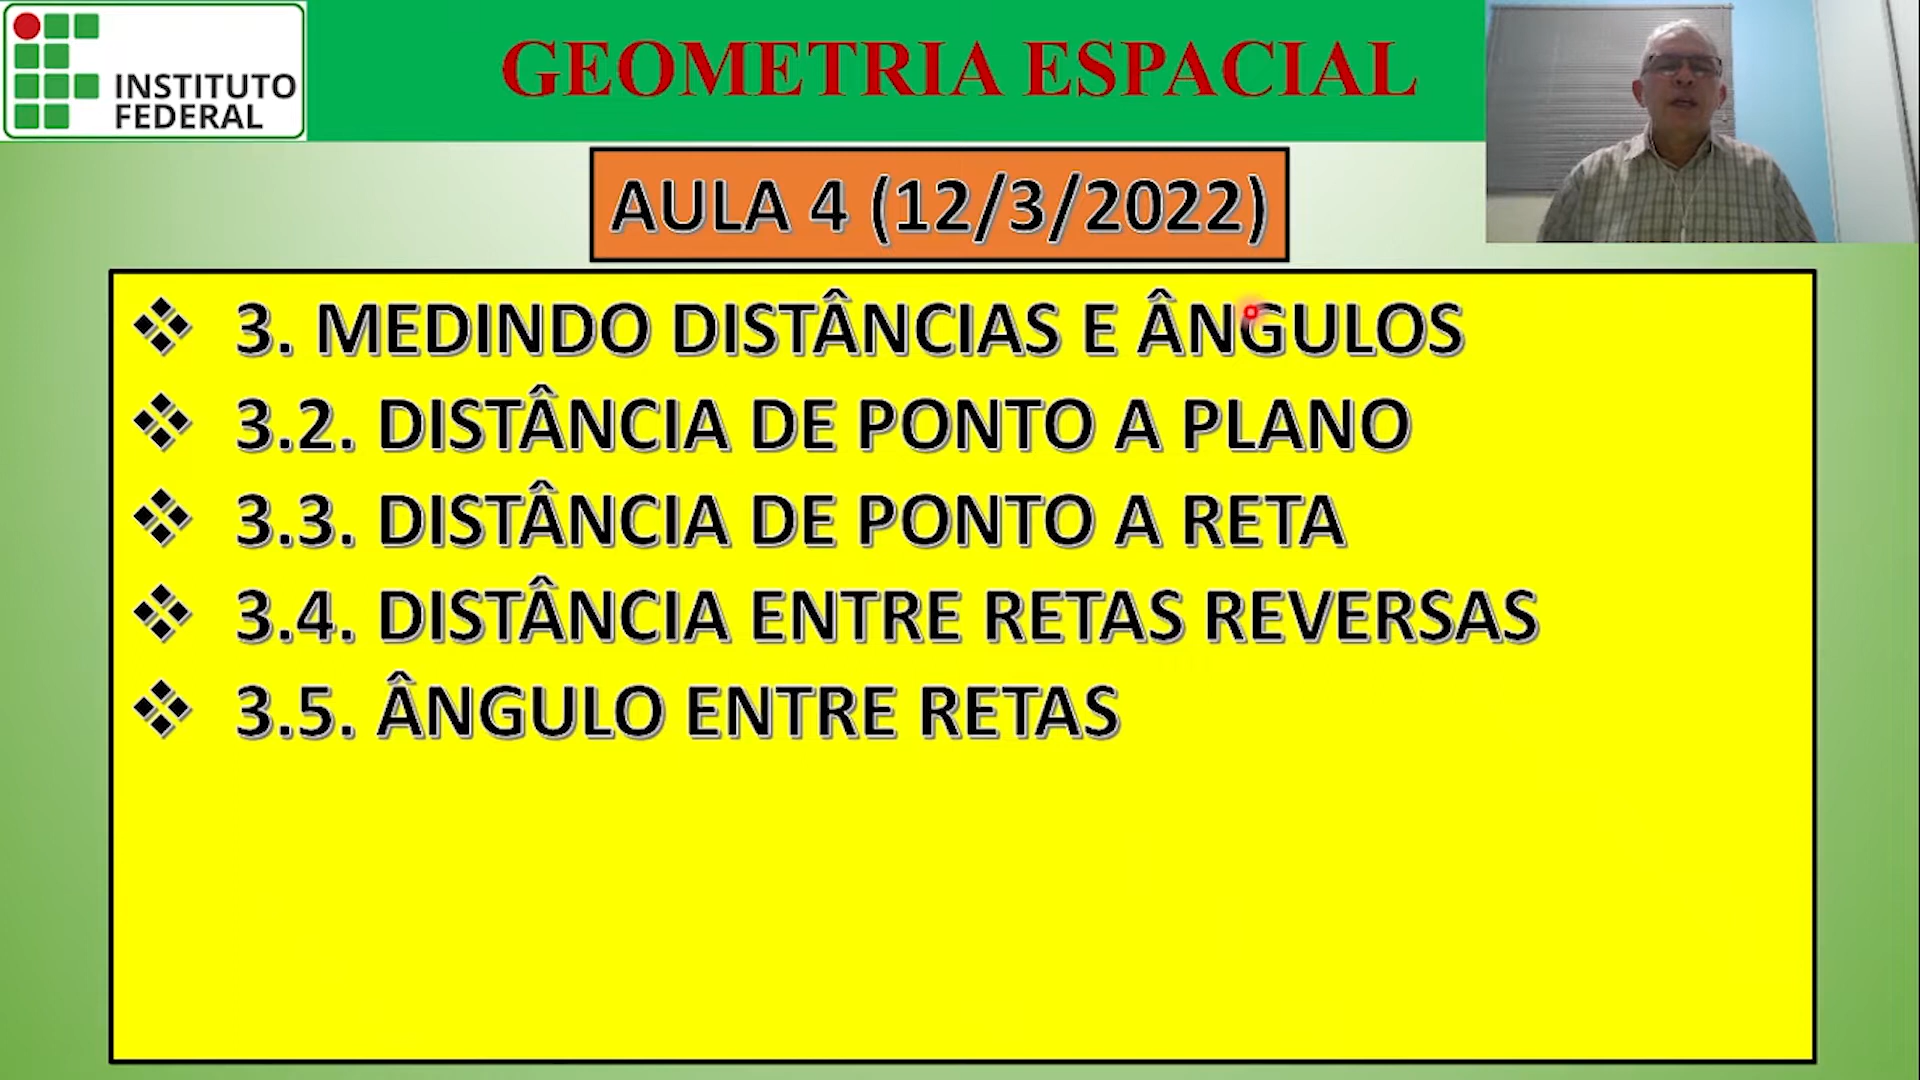 INSTITUTO
FEDERAL
GEOMETRIA ESPACIAL
AULA 4 (12/3/2022)
3. MEDINDO DISTÂNCIAS E ÂNGULOS
3.2. DISTÂNCIA DE PONTO A PLANO
3.3. DISTÂNCIA DE PONTO A RETA
3.4. DISTÂNCIA ENTRE RETAS REVERSAS
3.5. ÂNGULO ENTRE RETAS